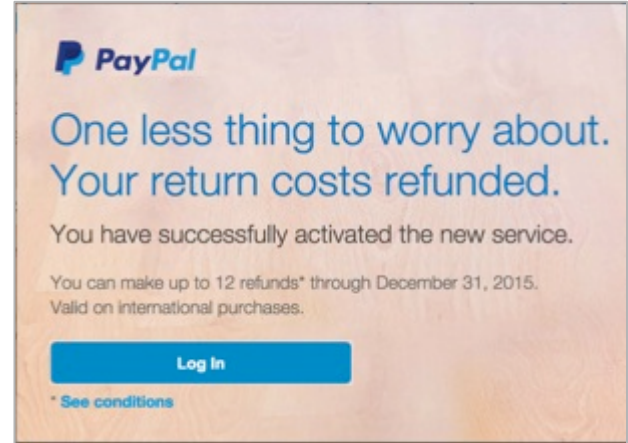 PayPal
One less thing to worry about.
Your return costs refunded.
You have successfully activated the new service.
You can make up to 12 refunds* through December 31, 2015.
Valid on international purchases.
Log In
* See conditions